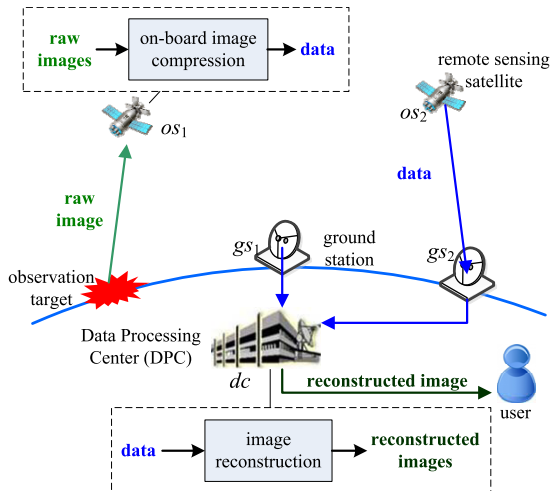 raw
images
on-board image
compression
data
remote sensing
satellite
os1
os2
raw
image
data
gs1
ground
station
gs2
observation
target
Data Processing
Center (DPC)
dc
reconstructed image
user
data
image
reconstruction
reconstructed
images